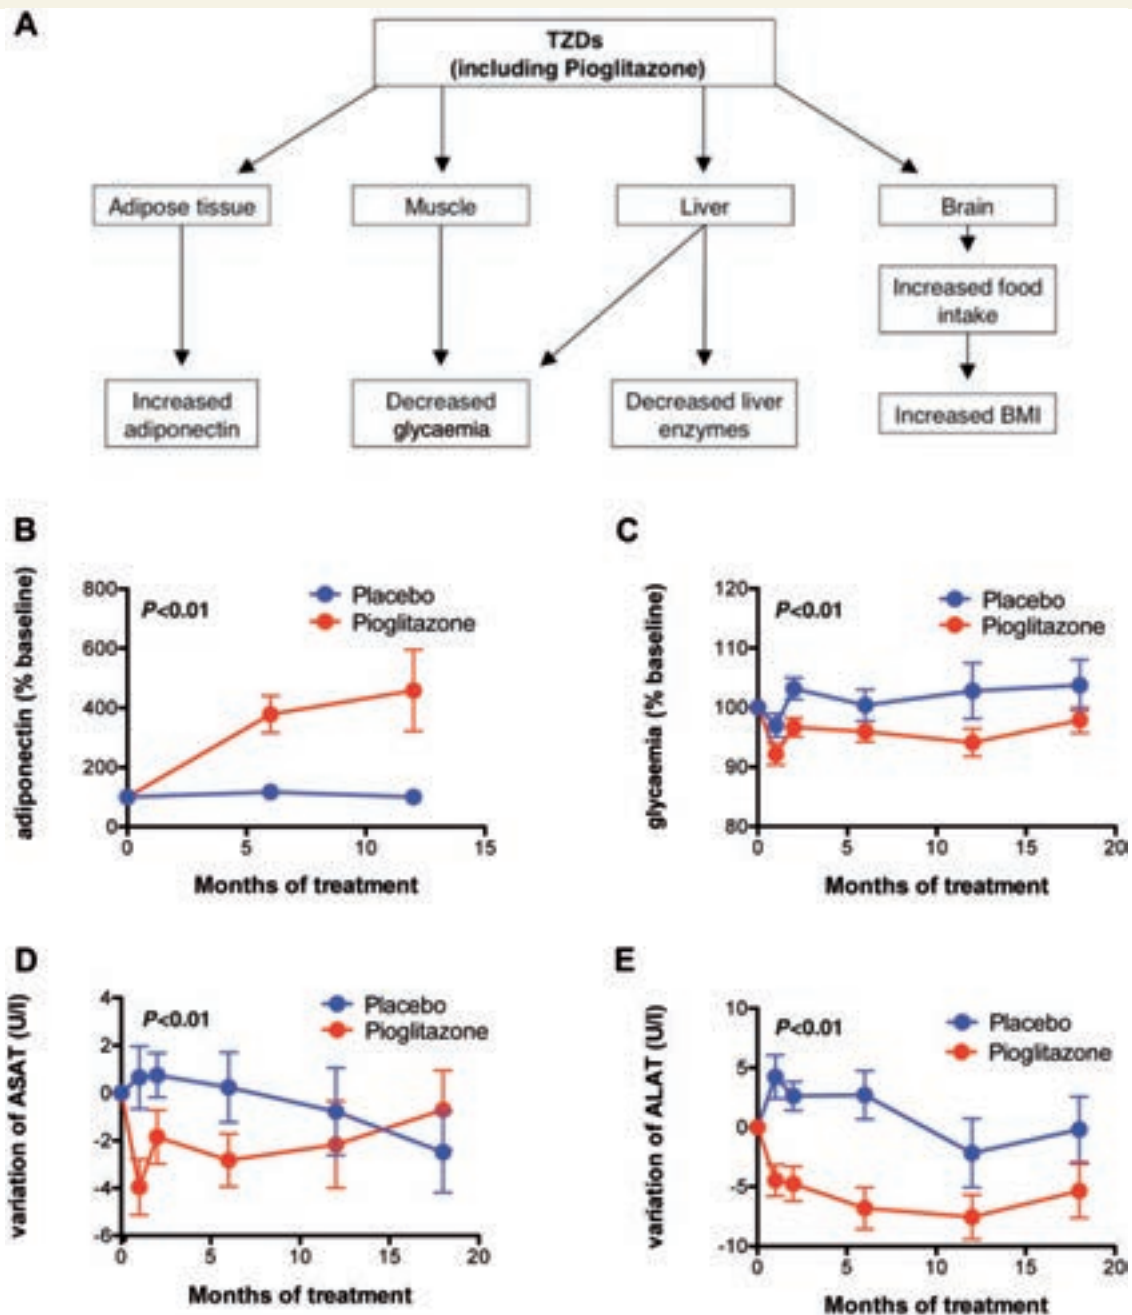 A
TZDs
(including Pioglitazone)
Adipose tissue
Muscle
Liver
Brain
Increased food
intake
Increased
adiponectin
Decreased
glycaemia
Decreased liver
enzymes
Increased BMI
B
adiponectin (% baseline)
800
600
400
200
0
P<0.01
Placebo
Pioglitazone
0 5 10 15
Months of treatment
C
glycaemia (% baseline)
120
110
100
90
80
P<0.01
Placebo
Pioglitazone
0 5 10 15 20
Months of treatment
D
variation of ASAT (U/l)
4
2
0
-2
-4
-6
P<0.01
Placebo
Pioglitazone
0 5 10 15 20
Months of treatment
E
variation of ALAT (U/l)
10
5
0
-5
-10
P<0.01
Placebo
Pioglitazone
0 5 10 15 20
Months of treatment